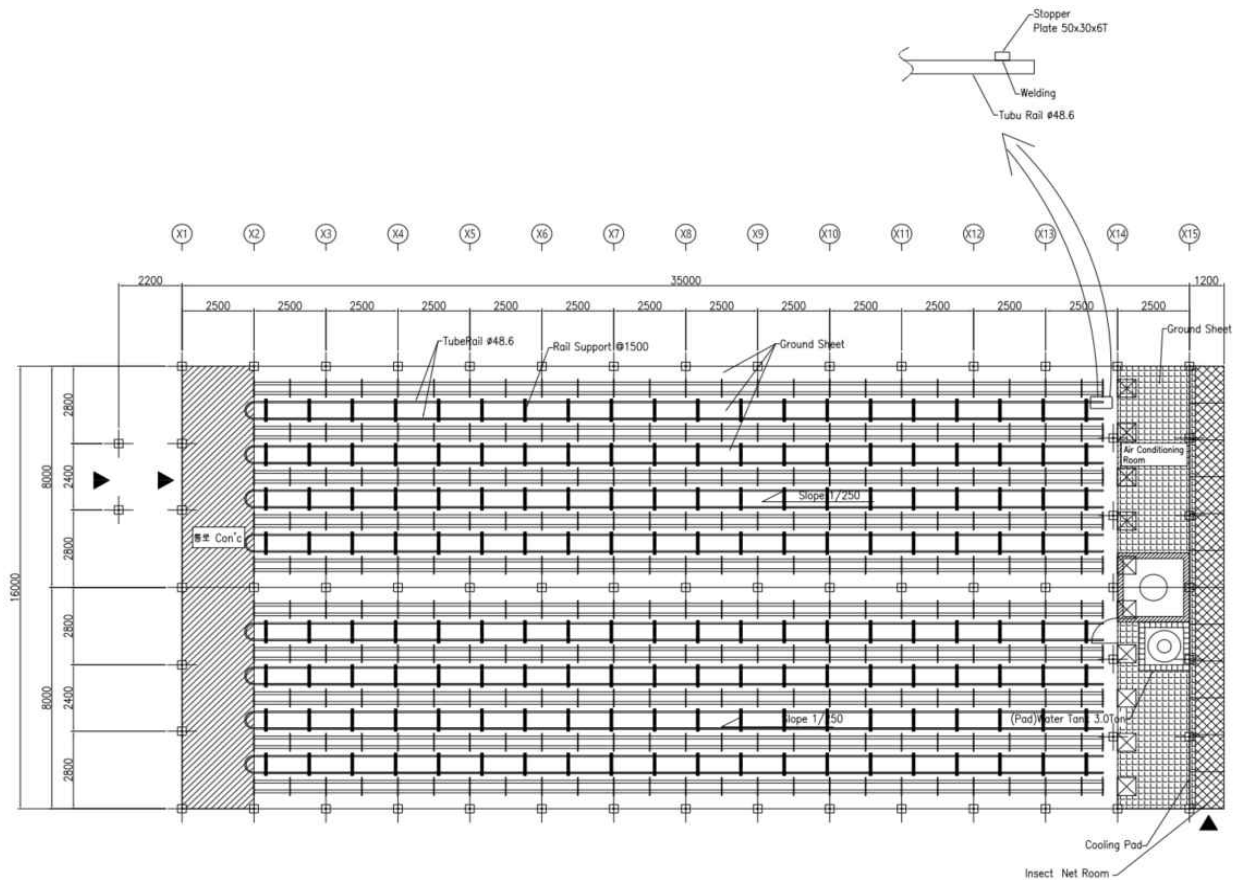 Stopper
Plate 50x30x6T
Welding
Tubu Rail ø48.6
X1 X2 X3 X4 X5 X6 X7 X8 X9 X10 X11 X12 X13 X14 X15
2200 35000 1200
2500 2500 2500 2500 2500 2500 2500 2500 2500 2500 2500 2500 2500 2500
TubeRail ø48.6
Rail Support @1500
Ground Sheet
Ground Sheet
16000
8000
2800
2400
2800
8000
2800
2400
2800
Air Conditioning
Room
Slope 1/250
통로 Con'c
Slope 1/250
(Pad)Water Tank 3.0Ton
Cooling Pad
Insect Net Room